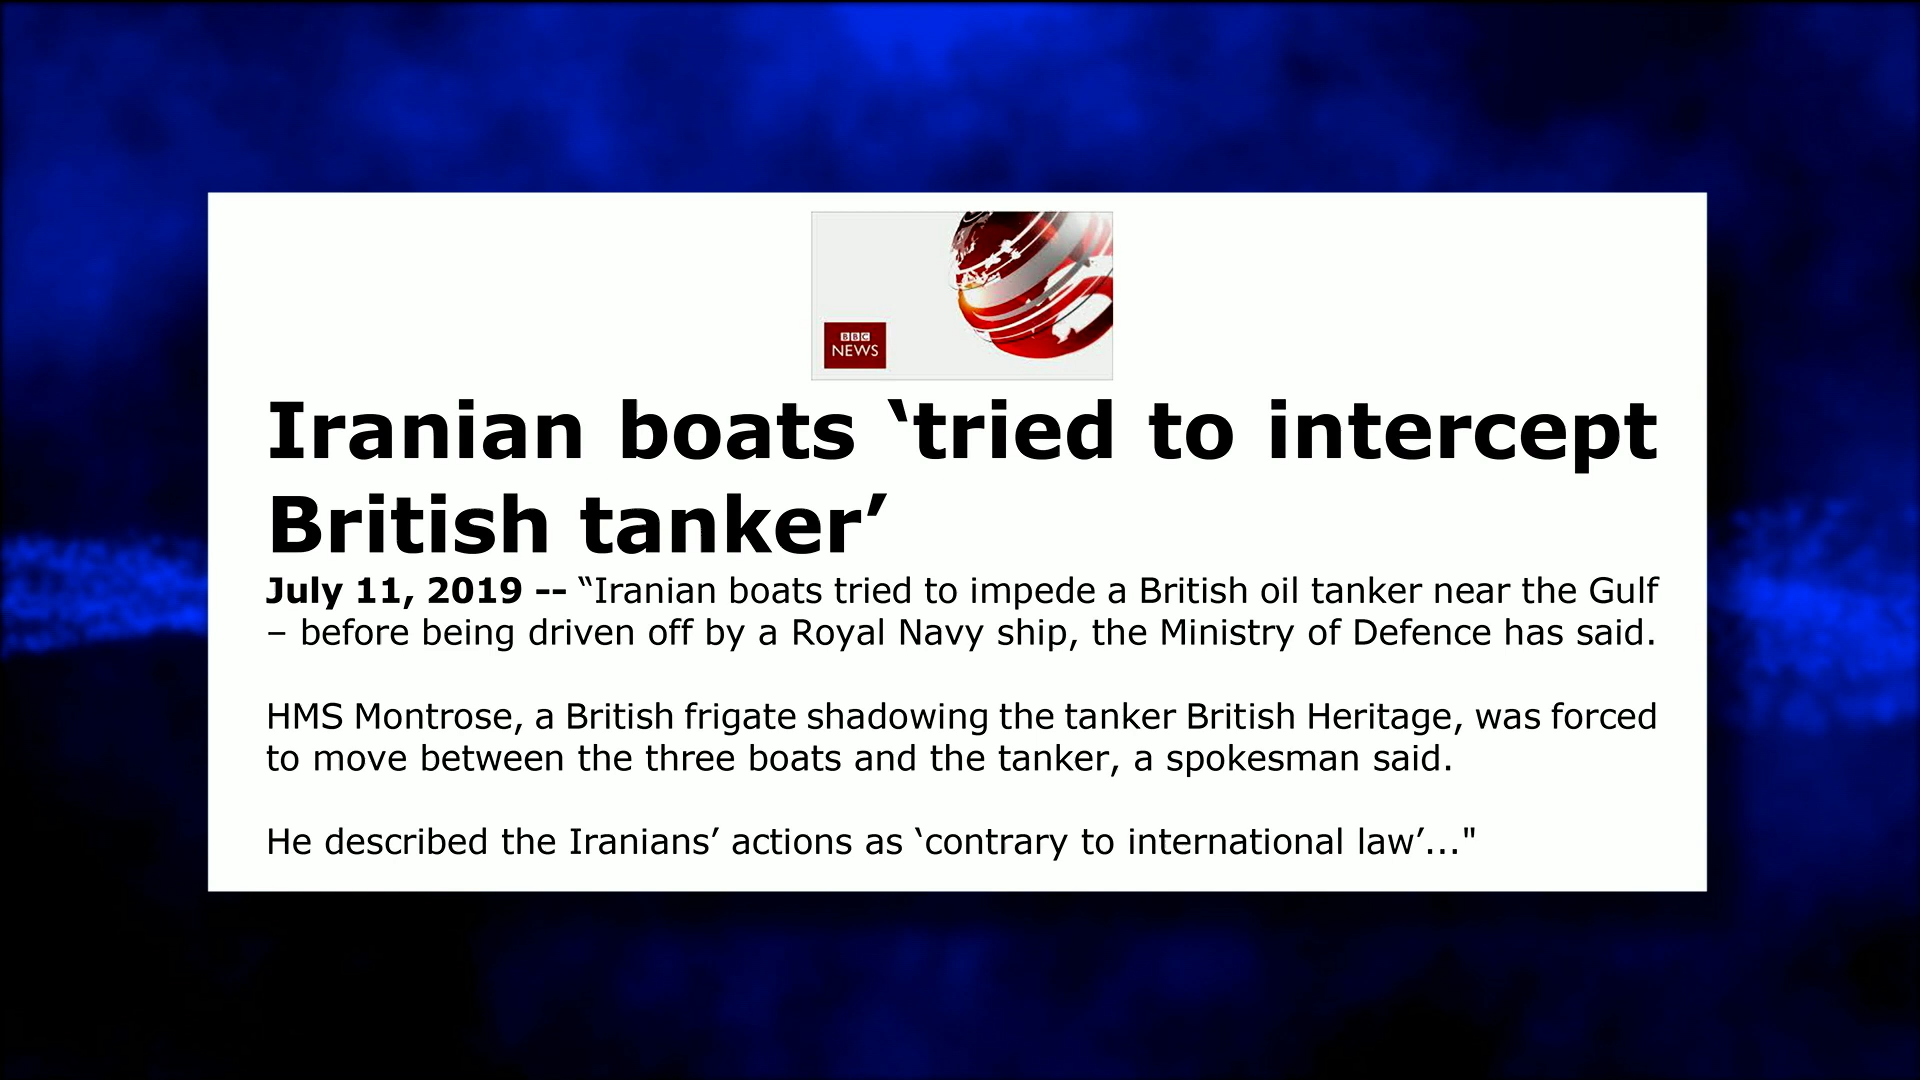 BBC
NEWS
Iranian boats ‘tried to intercept
British tanker’
July 11, 2019 -- “Iranian boats tried to impede a British oil tanker near the Gulf
– before being driven off by a Royal Navy ship, the Ministry of Defence has said.
HMS Montrose, a British frigate shadowing the tanker British Heritage, was forced
to move between the three boats and the tanker, a spokesman said.
He described the Iranians’ actions as ‘contrary to international law’..."